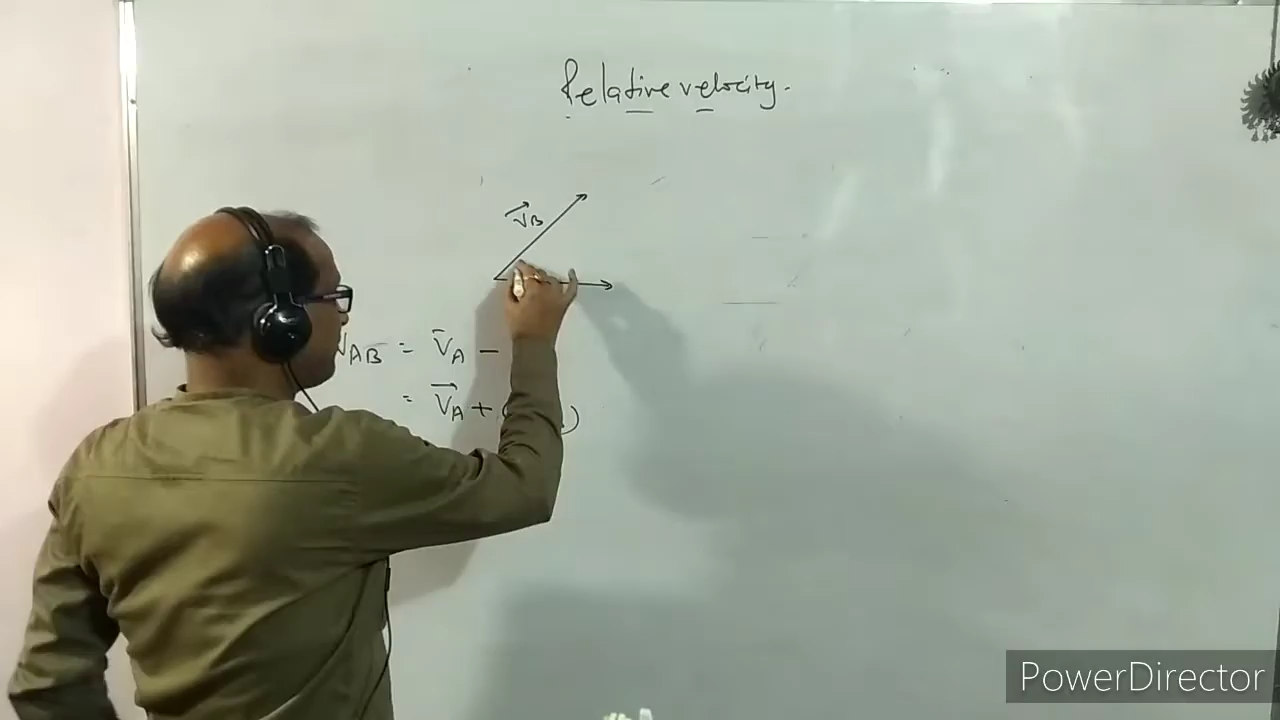 Relative velocity.
V⃗B
VAB = V̄A −
= V⃗A + ( )
PowerDirector